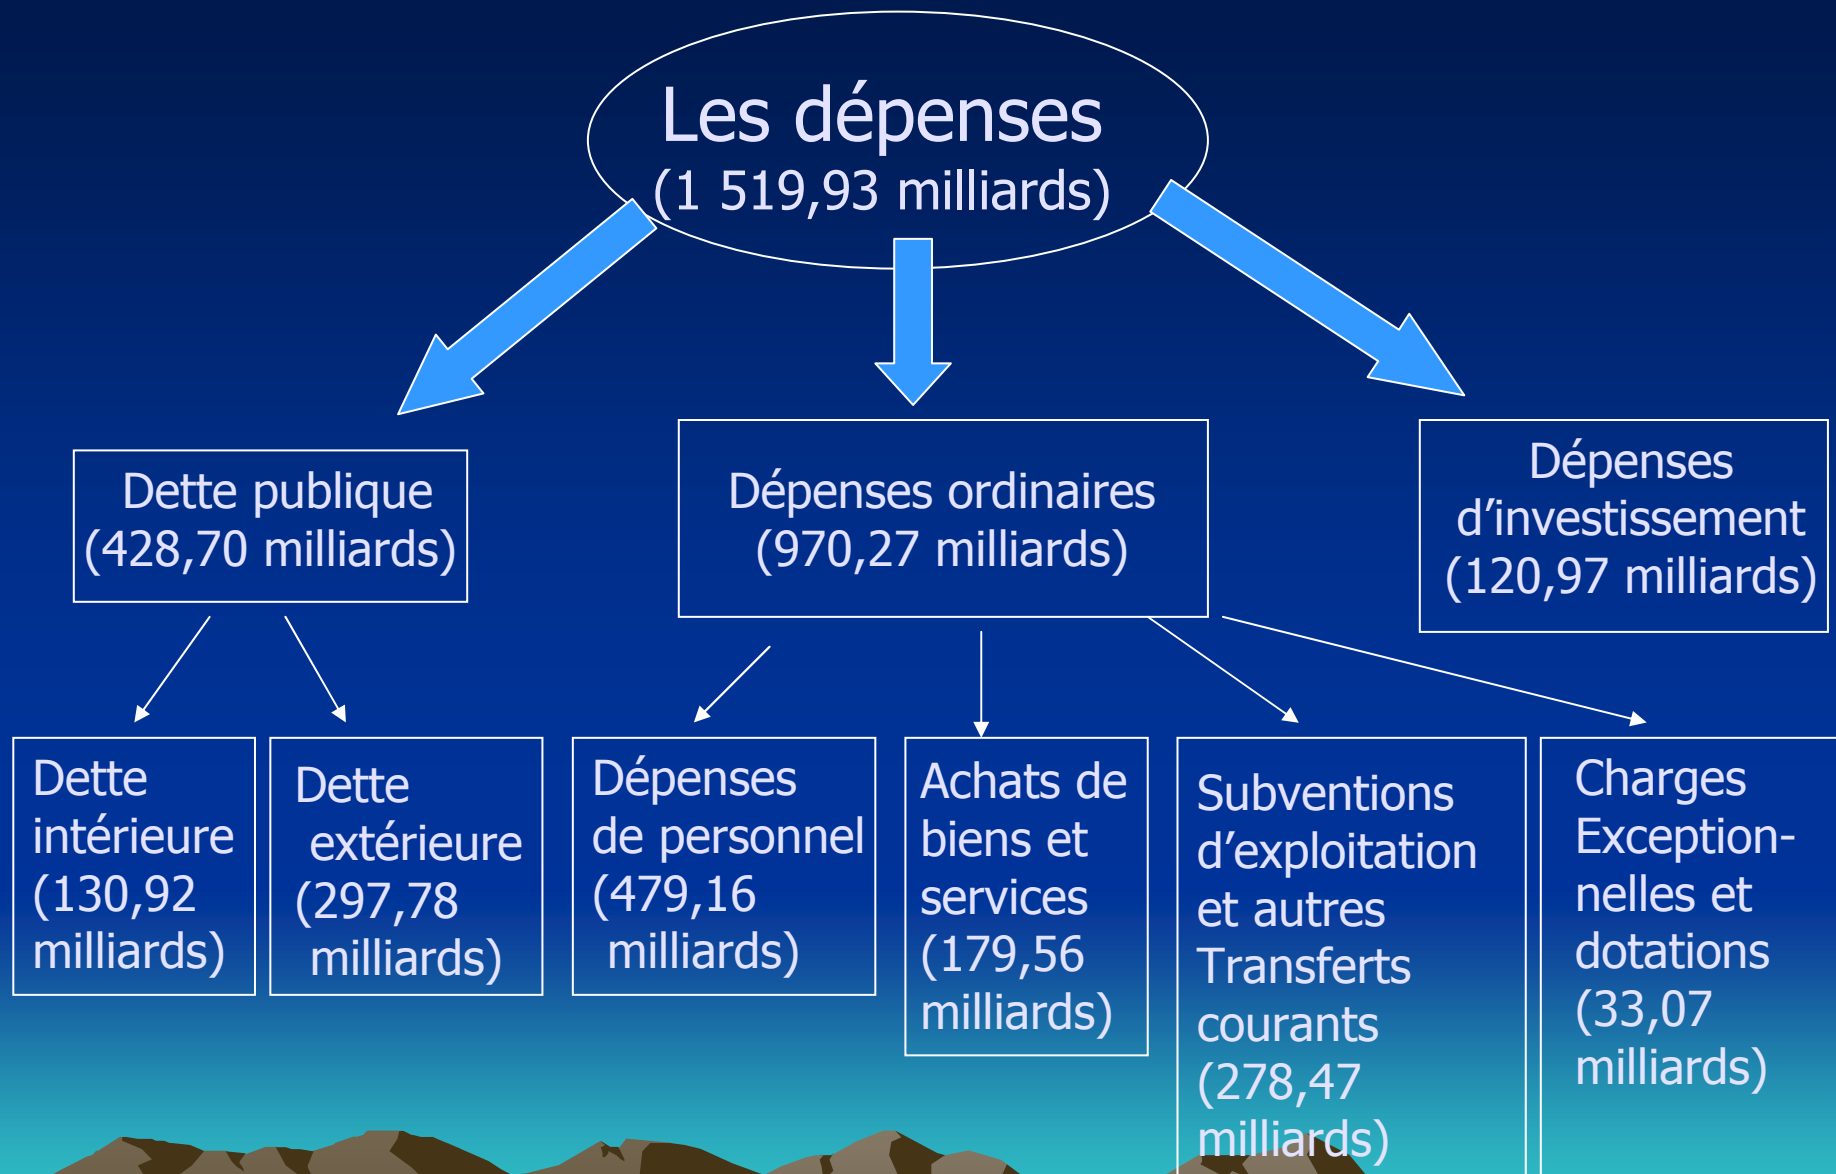 Les dépenses
(1 519,93 milliards)
Dette publique
(428,70 milliards)
Dépenses ordinaires
(970,27 milliards)
Dépenses
d’investissement
(120,97 milliards)
Dette
intérieure
(130,92
milliards)
Dette
extérieure
(297,78
milliards)
Dépenses
de personnel
(479,16
milliards)
Achats de
biens et
services
(179,56
milliards)
Subventions
d’exploitation
et autres
Transferts
courants
(278,47
milliards)
Charges
Exception-
nelles et
dotations
(33,07
milliards)